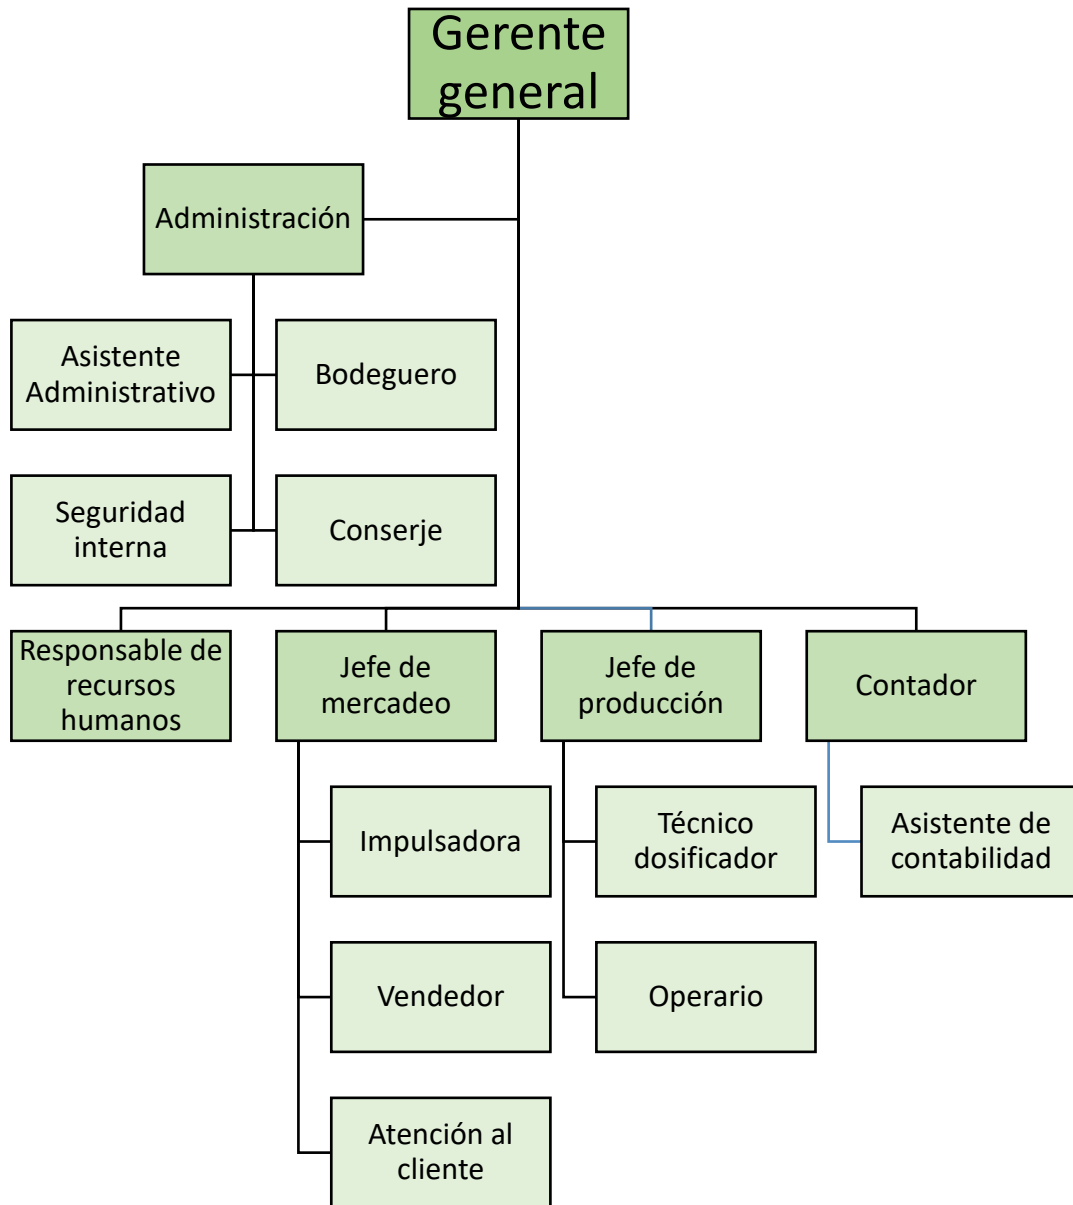 Gerente
general
Administración
Asistente
Administrativo
Bodeguero
Seguridad
interna
Conserje
Responsable de
recursos
humanos
Jefe de
mercadeo
Jefe de
producción
Contador
Impulsadora
Técnico
dosificador
Asistente de
contabilidad
Vendedor
Operario
Atención al
cliente